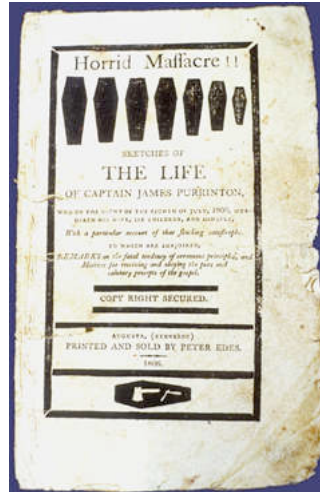 Horrid Maſſacre!!
SKETCHES OF
THE LIFE
OF CAPTAIN JAMES PURRINTON,
WHO ON THE NIGHT OF THE EIGHTH OF JULY, 1806, MUR-
DERED HIS WIFE, SIX CHILDREN, AND HIMSELF;
With a particular account of that ſhocking cataſtrophe.
TO WHICH ARE SUBJOINED,
REMARKS on the fatal tendency of erroneous principles, and
Motives for receiving and obeying the pure and
salutary precepts of the goſpel.
COPY RIGHT SECURED.
AUGUSTA, (KENNEBEC)
PRINTED AND SOLD BY PETER EDES.
1806.